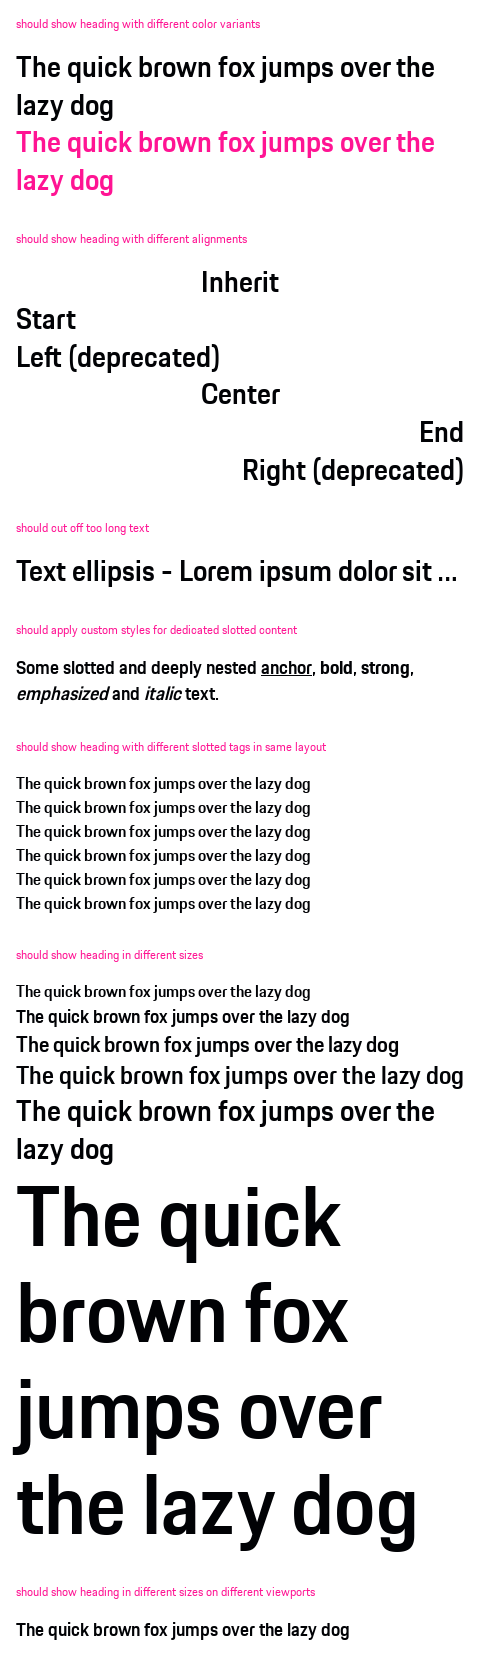 should show heading with different color variants
The quick brown fox jumps over the
lazy dog
The quick brown fox jumps over the
lazy dog
should show heading with different alignments
Inherit
Start
Left (deprecated)
Center
End
Right (deprecated)
should cut off too long text
Text ellipsis - Lorem ipsum dolor sit ...
should apply custom styles for dedicated slotted content
Some slotted and deeply nested anchor, bold, strong,
emphasized and italic text.
should show heading with different slotted tags in same layout
The quick brown fox jumps over the lazy dog
The quick brown fox jumps over the lazy dog
The quick brown fox jumps over the lazy dog
The quick brown fox jumps over the lazy dog
The quick brown fox jumps over the lazy dog
The quick brown fox jumps over the lazy dog
should show heading in different sizes
The quick brown fox jumps over the lazy dog
The quick brown fox jumps over the lazy dog
The quick brown fox jumps over the lazy dog
The quick brown fox jumps over the lazy dog
The quick brown fox jumps over the
lazy dog
The quick
brown fox
jumps over
the lazy dog
should show heading in different sizes on different viewports
The quick brown fox jumps over the lazy dog